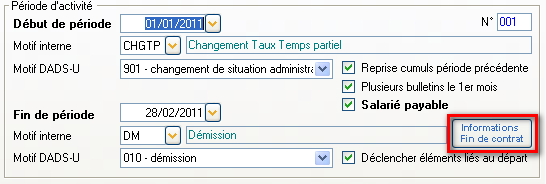 Période d'activité
Début de période 01/01/2011 N° 001
Motif interne CHGTP Changement Taux Temps partiel
Motif DADS-U 901 - changement de situation administra Reprise cumuls période précédente
Plusieurs bulletins le 1er mois
Salarié payable
Fin de période 28/02/2011
Motif interne DM Démission Informations
Fin de contrat
Motif DADS-U 010 - démission Déclencher éléments liés au départ